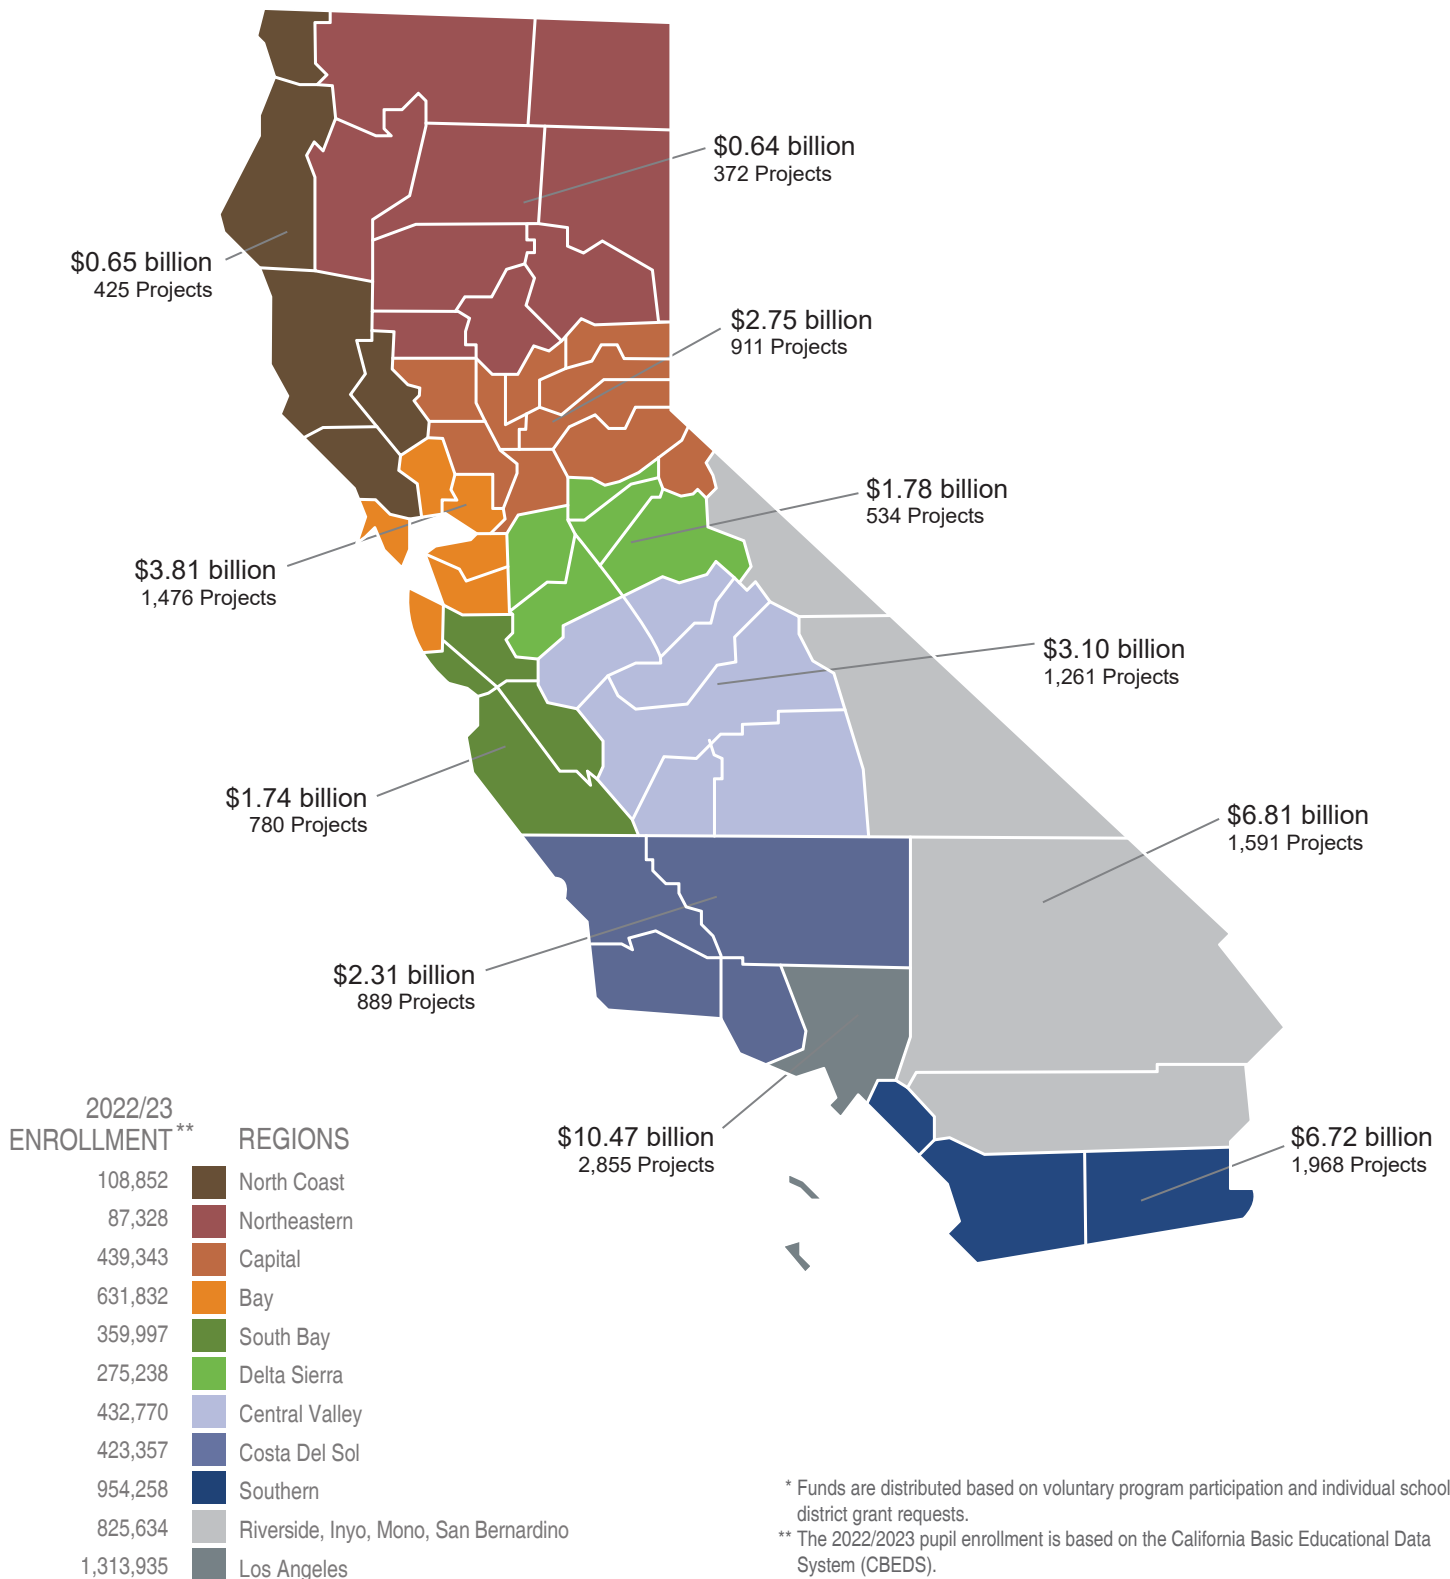 $0.64 billion
372 Projects
$0.65 billion
425 Projects
$2.75 billion
911 Projects
$1.78 billion
534 Projects
$3.81 billion
1,476 Projects
$3.10 billion
1,261 Projects
$1.74 billion
780 Projects
$6.81 billion
1,591 Projects
$2.31 billion
889 Projects
$10.47 billion
2,855 Projects
$6.72 billion
1,968 Projects
2022/23
ENROLLMENT** REGIONS
108,852 North Coast
87,328 Northeastern
439,343 Capital
631,832 Bay
359,997 South Bay
275,238 Delta Sierra
432,770 Central Valley
423,357 Costa Del Sol
954,258 Southern
825,634 Riverside, Inyo, Mono, San Bernardino
1,313,935 Los Angeles
* Funds are distributed based on voluntary program participation and individual school
district grant requests.
** The 2022/2023 pupil enrollment is based on the California Basic Educational Data
System (CBEDS).